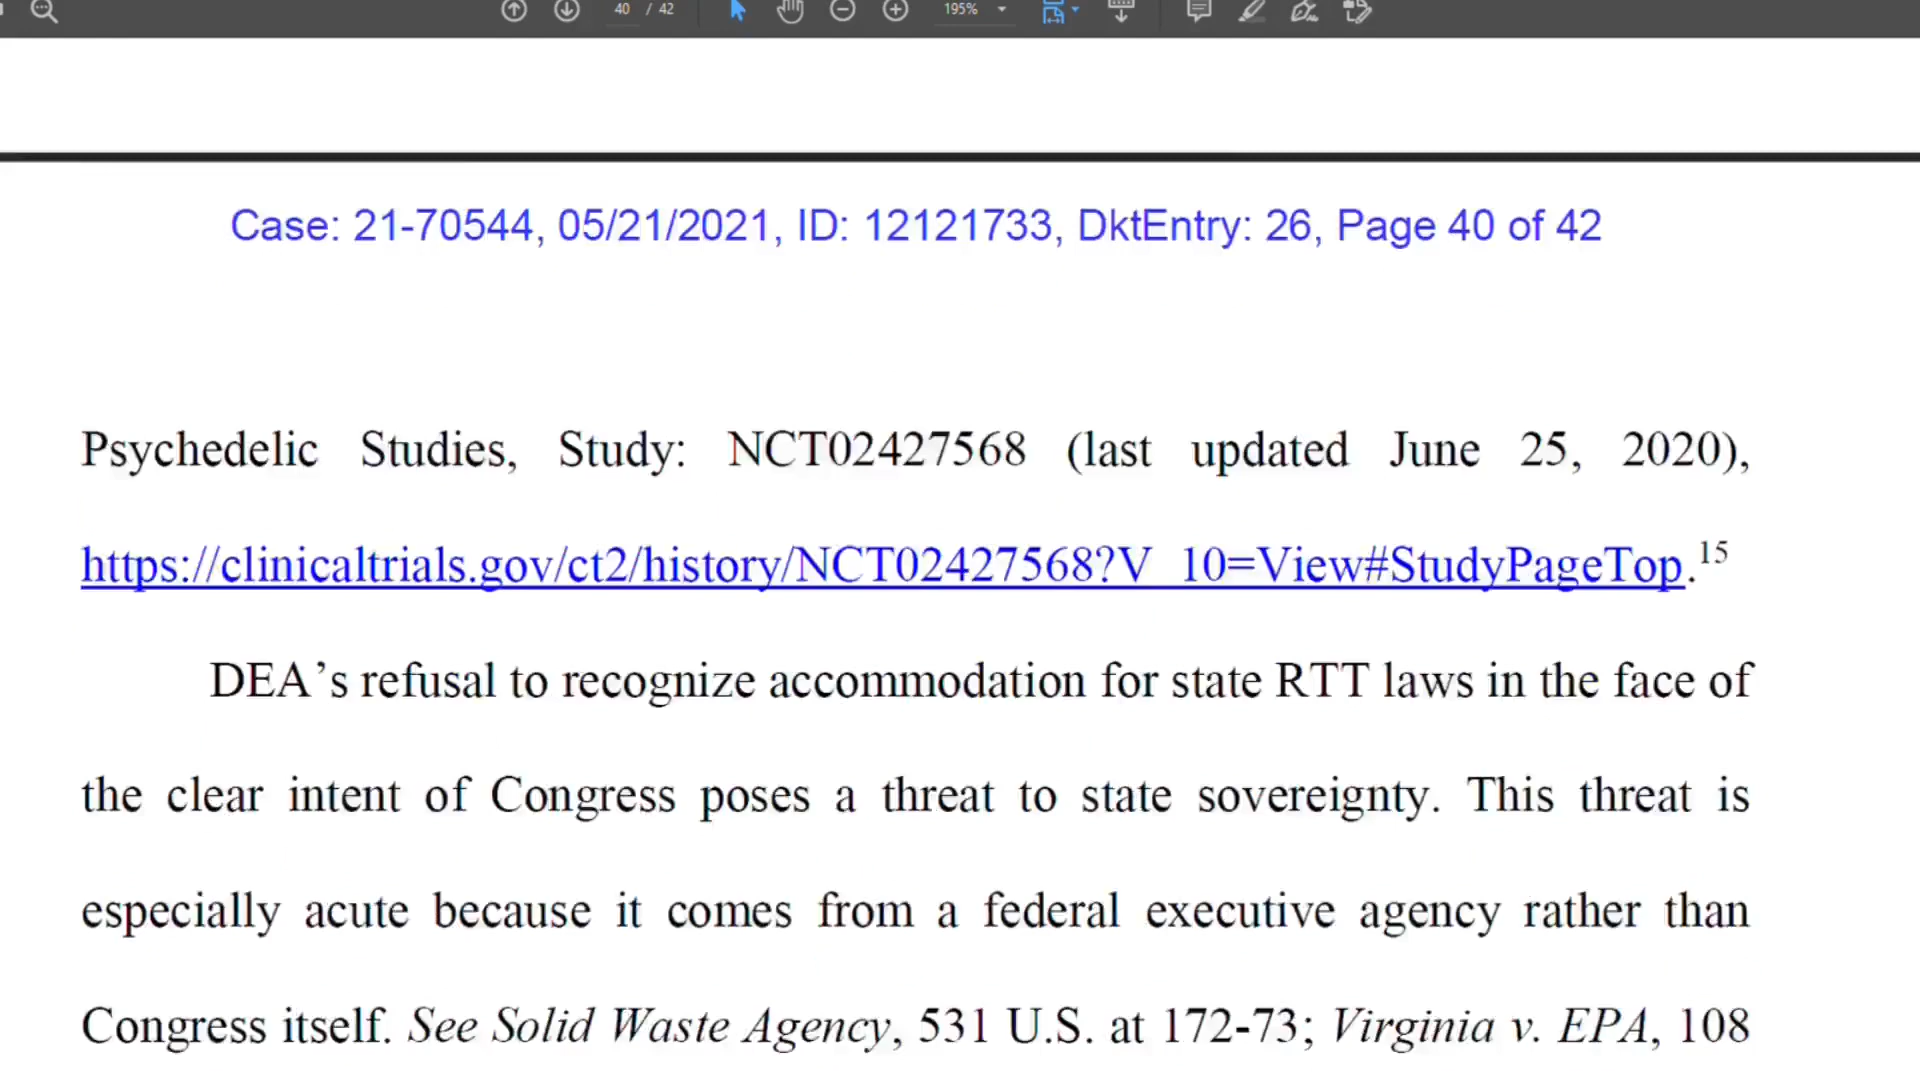 40 / 42 195%
Case: 21-70544, 05/21/2021, ID: 12121733, DktEntry: 26, Page 40 of 42
Psychedelic Studies, Study: NCT02427568 (last updated June 25, 2020),
https://clinicaltrials.gov/ct2/history/NCT02427568?V_10=View#StudyPageTop.15
DEA’s refusal to recognize accommodation for state RTT laws in the face of
the clear intent of Congress poses a threat to state sovereignty. This threat is
especially acute because it comes from a federal executive agency rather than
Congress itself. See Solid Waste Agency, 531 U.S. at 172-73; Virginia v. EPA, 108